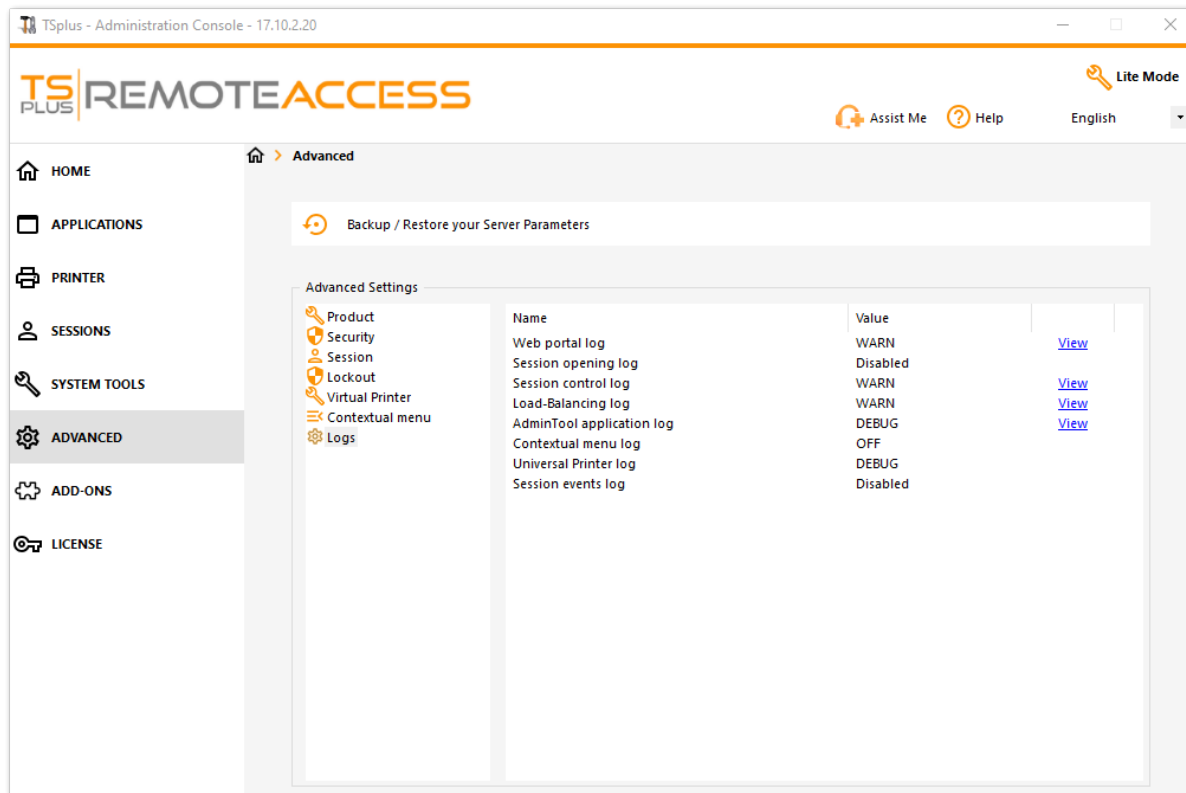 TSplus - Administration Console - 17.10.2.20
TS PLUS REMOTEACCESS
Lite Mode
Assist Me
Help
English
HOME
APPLICATIONS
PRINTER
SESSIONS
SYSTEM TOOLS
ADVANCED
ADD-ONS
LICENSE
Advanced
Backup / Restore your Server Parameters
Advanced Settings
Product
Security
Session
Lockout
Virtual Printer
Contextual menu
Logs
Name Value
Web portal log WARN View
Session opening log Disabled
Session control log WARN View
Load-Balancing log WARN View
AdminTool application log DEBUG View
Contextual menu log OFF
Universal Printer log DEBUG
Session events log Disabled